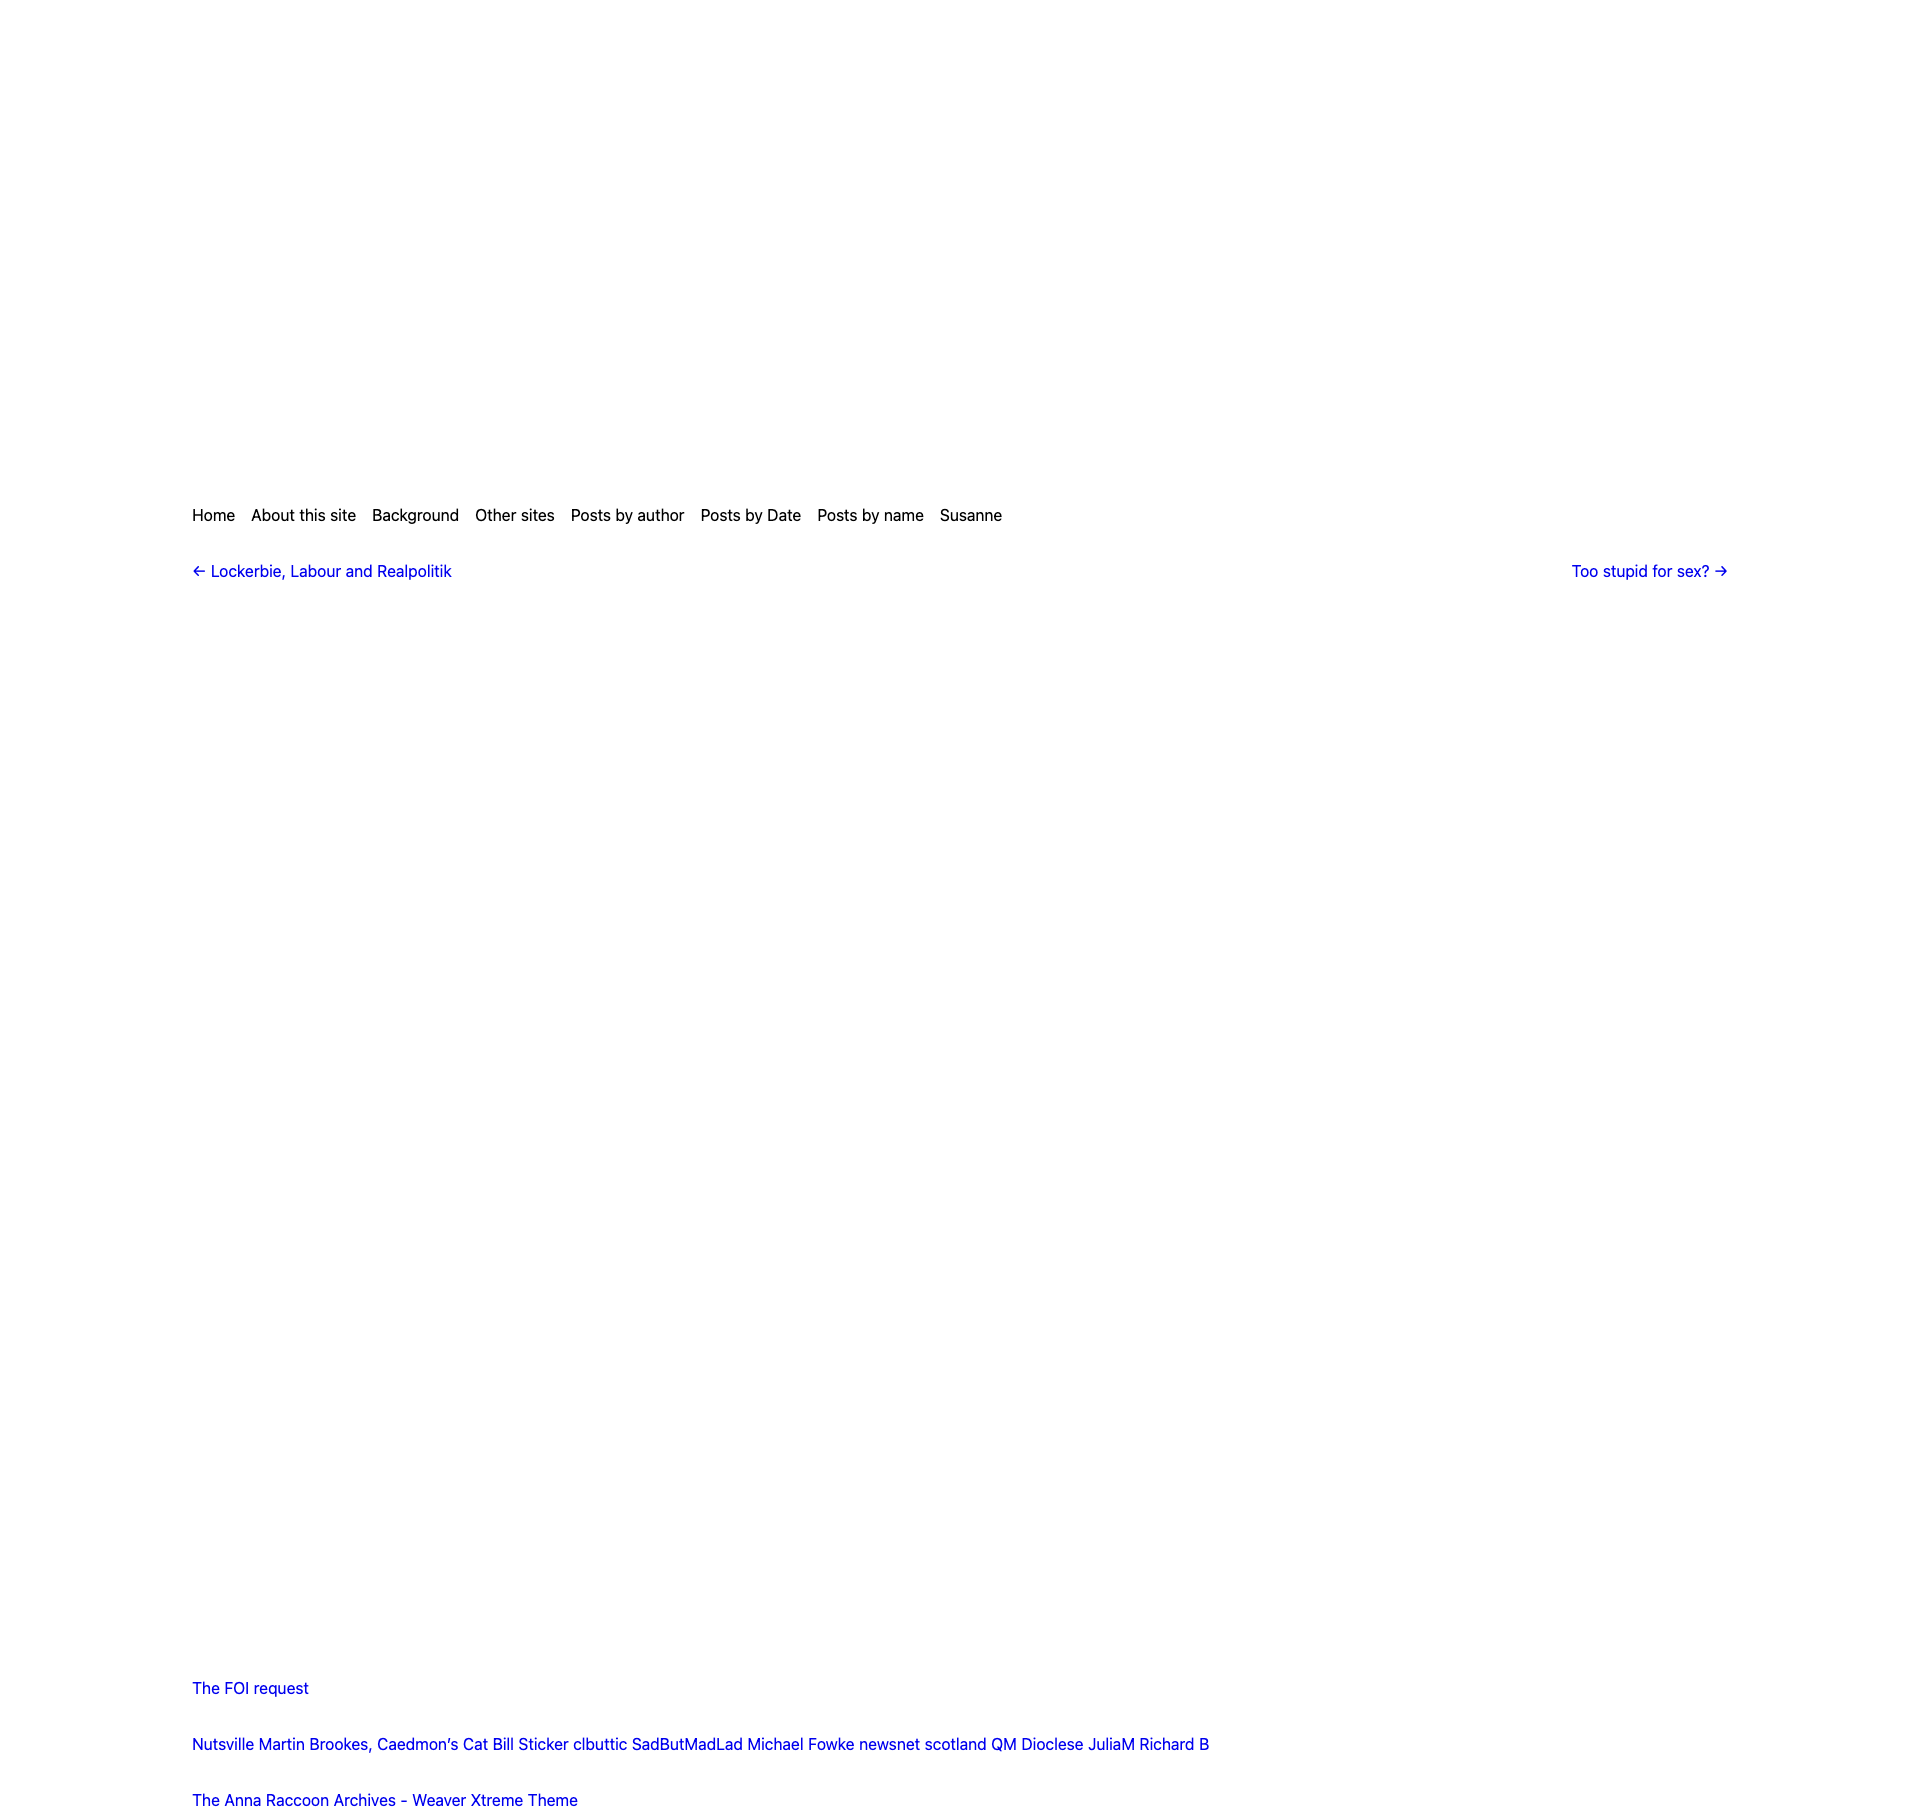 Home About this site Background Other sites Posts by author Posts by Date Posts by name Susanne
← Lockerbie, Labour and Realpolitik Too stupid for sex? →
The FOI request
Nutsville Martin Brookes, Caedmon's Cat Bill Sticker clbuttic SadButMadLad Michael Fowke newsnet scotland QM Dioclese JuliaM Richard B
The Anna Raccoon Archives - Weaver Xtreme Theme